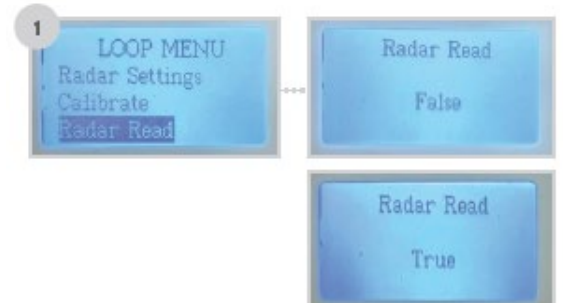 1
LOOP MENU
Radar Settings
Calibrate
Radar Read
Radar Read
False
Radar Read
True